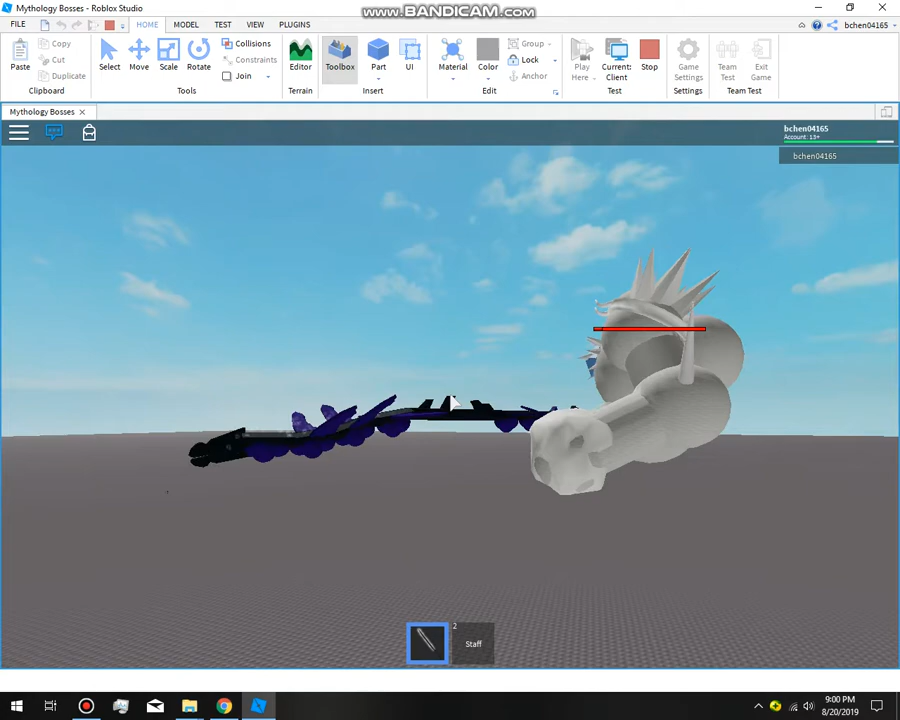 Mythology Bosses - Roblox Studio
www.BANDICAM.com
FILE
HOME
MODEL
TEST
VIEW
PLUGINS
bchen04165
Paste
Copy
Cut
Duplicate
Clipboard
Select
Move
Scale
Rotate
Collisions
Constraints
Join
Tools
Editor
Terrain
Toolbox
Part
UI
Insert
Material
Color
Group
Lock
Anchor
Edit
Play
Here
Current:
Client
Stop
Test
Game
Settings
Settings
Team
Test
Exit
Game
Team Test
Mythology Bosses
bchen04165
Account: 13+
bchen04165
2
Staff
9:00 PM
8/20/2019